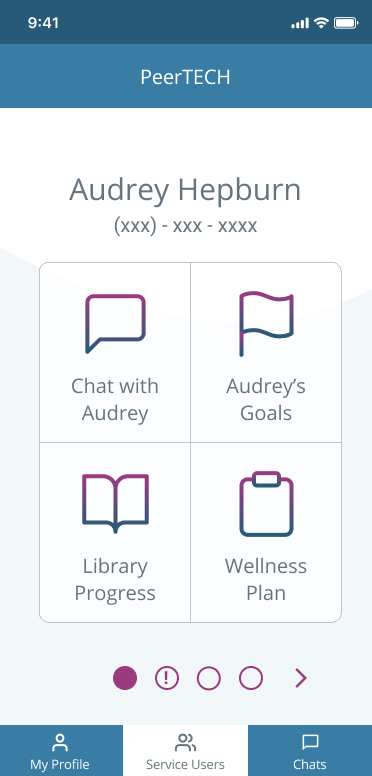 9:41
PeerTECH
Audrey Hepburn
(xxx) - xxx - xxxx
Chat with
Audrey
Audrey’s
Goals
Library
Progress
Wellness
Plan
!
My Profile
Service Users
Chats